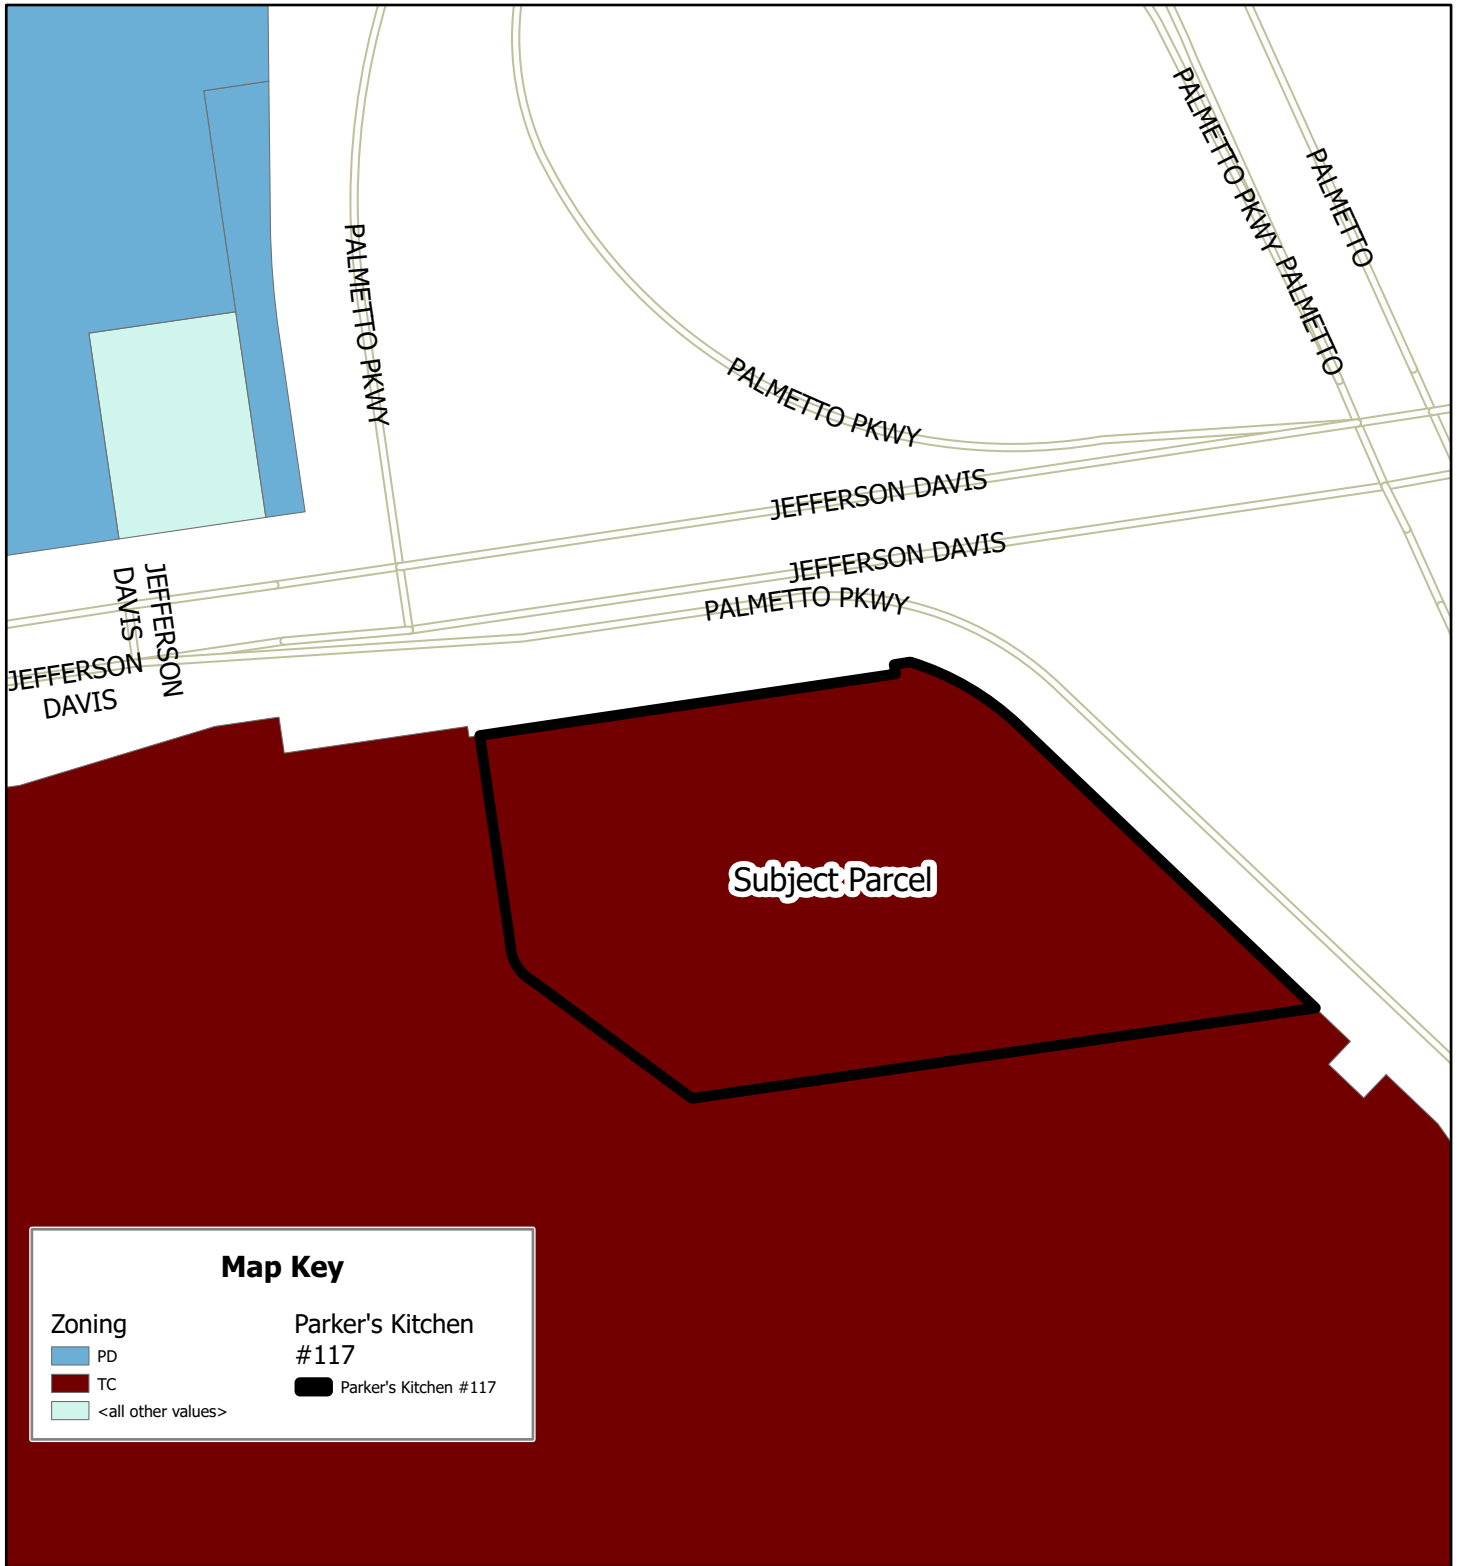 PALMETTO PKWY
PALMETTO
PALMETTO PKWY
PALMETTO
PALMETTO PKWY
JEFFERSON DAVIS
JEFFERSON DAVIS
PALMETTO PKWY
JEFFERSON
DAVIS
JEFFERSON
DAVIS
Subject Parcel
Map Key
Zoning
PD
TC
<all other values>
Parker's Kitchen
#117
Parker's Kitchen #117